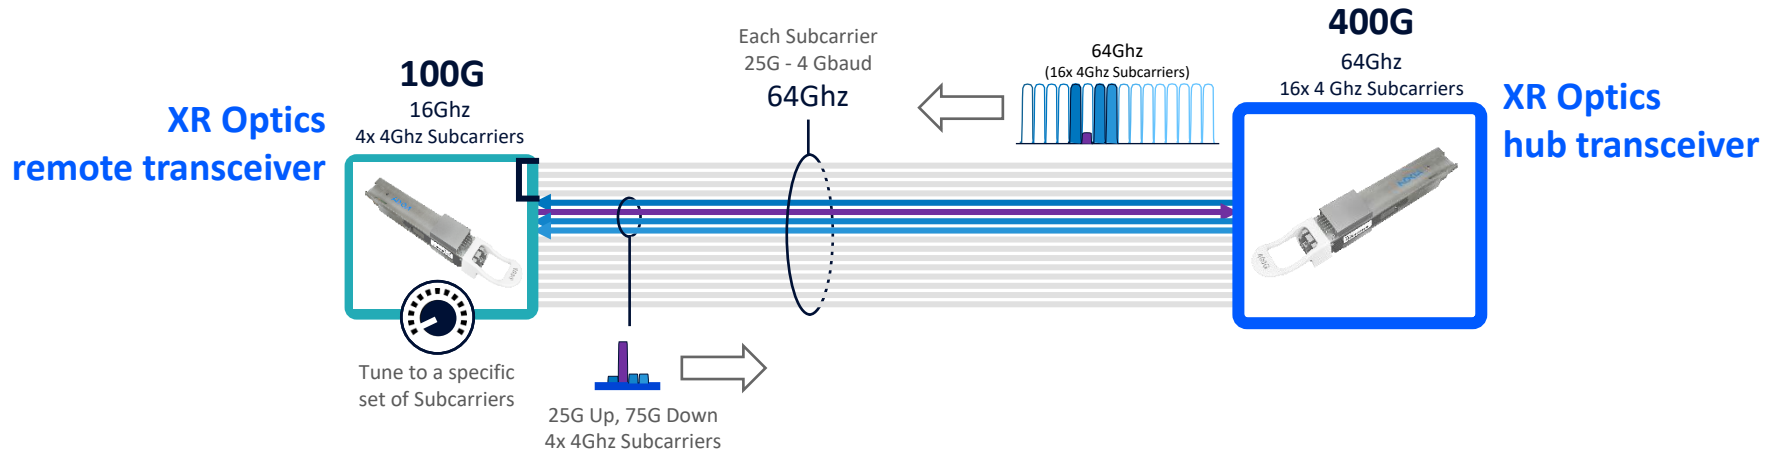 XR Optics
remote transceiver
100G
16Ghz
4x 4Ghz Subcarriers
Tune to a specific
set of Subcarriers
25G Up, 75G Down
4x 4Ghz Subcarriers
Each Subcarrier
25G - 4 Gbaud
64Ghz
64Ghz
(16x 4Ghz Subcarriers)
400G
64Ghz
16x 4 Ghz Subcarriers
XR Optics
hub transceiver